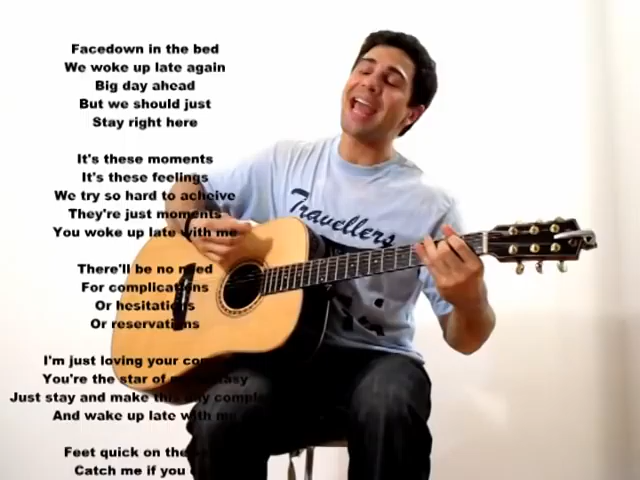 Facedown in the bed
We woke up late again
Big day ahead
But we should just
Stay right here
It's these moments
It's these feelings
We try so hard to acheive
They're just moments
You woke up late with me
There'll be no need
For complications
Or hesitations
Or reservations
I'm just loving your
You're the star of
Just stay and make this
And wake up late with me
Feet quick on the
Catch me if you
Travellers